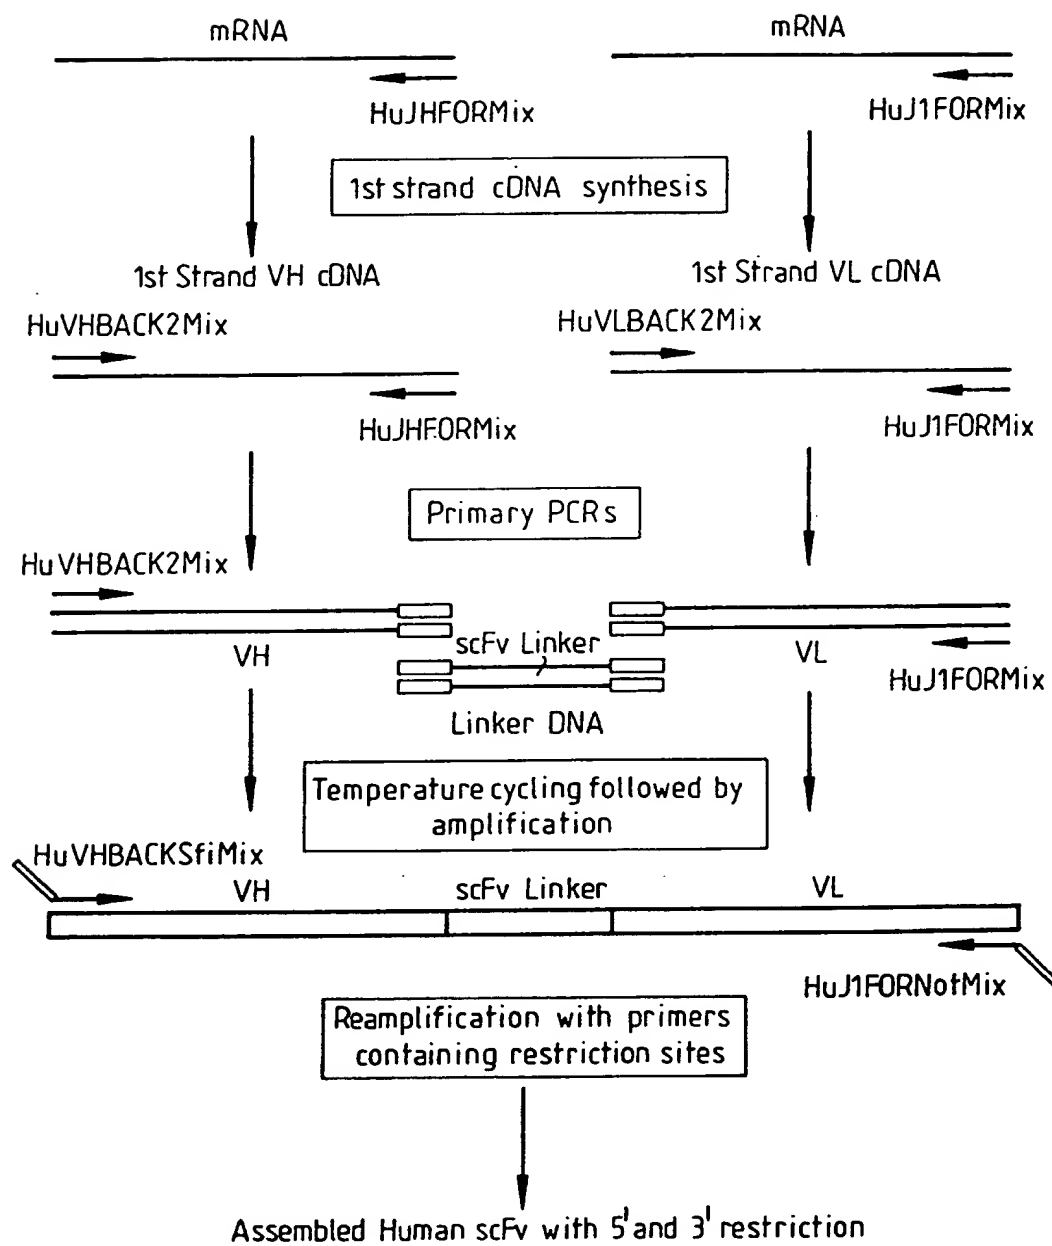 mRNA
mRNA
HuJHFORMix
HuJ1FORMix
1st strand cDNA synthesis
1st Strand VH cDNA
1st Strand VL cDNA
HuVHBACK2Mix
HuVLBACK2Mix
HuJHFORMix
HuJ1FORMix
Primary PCRs
HuVHBACK2Mix
VH
scFv Linker
VL
HuJ1FORMix
Linker DNA
Temperature cycling followed by
amplification
HuVHBACKSfiMix
VH
scFv Linker
VL
HuJ1FORNotMix
Reamplification with primers
containing restriction sites
Assembled Human scFv with 5' and 3' restriction